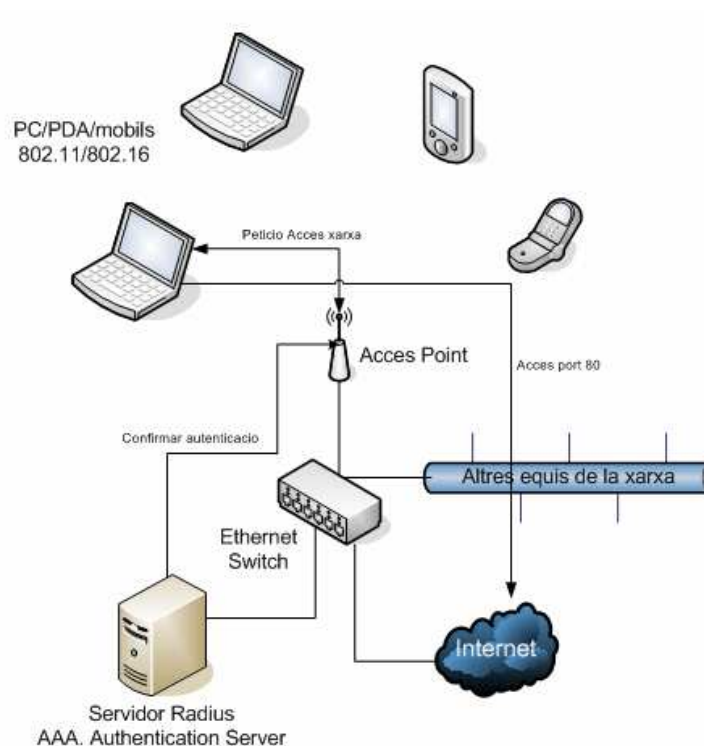 PC/PDA/mobils
802.11/802.16
Peticio Acces xarxa
Acces Point
Acces port 80
Confirmar autenticacio
Altres equis de la xarxa
Ethernet
Switch
Internet
Servidor Radius
AAA. Authentication Server